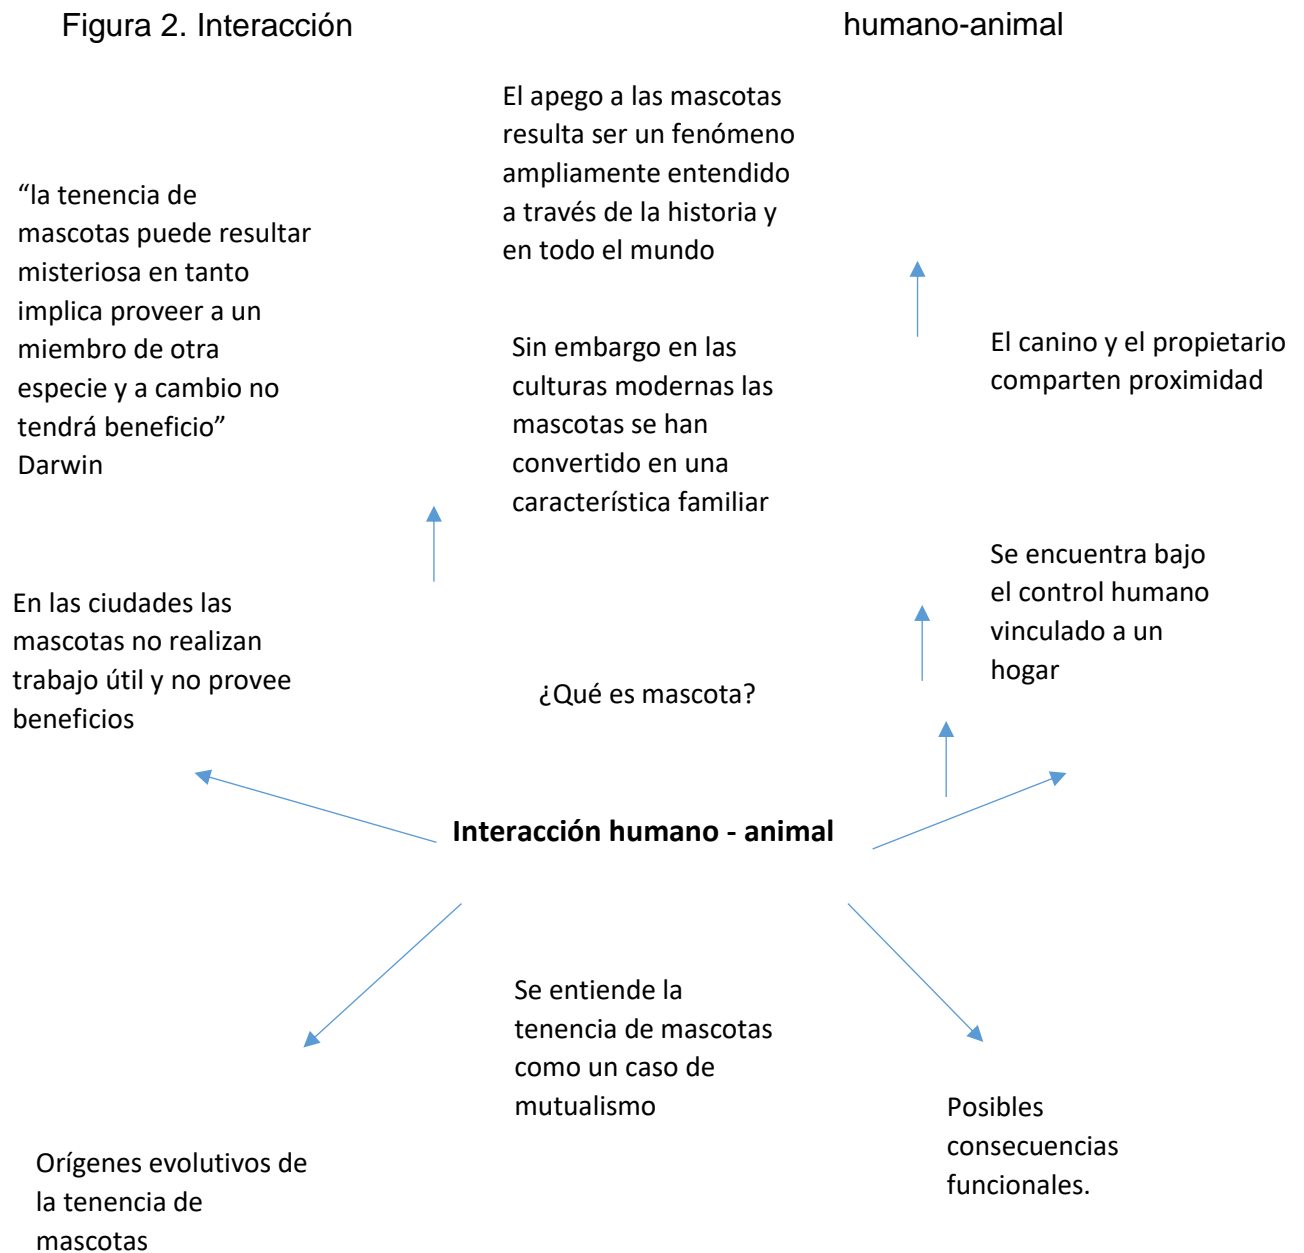 Figura 2. Interacción humano-animal
El apego a las mascotas
resulta ser un fenómeno
ampliamente entendido
a través de la historia y
en todo el mundo
“la tenencia de
mascotas puede resultar
misteriosa en tanto
implica proveer a un
miembro de otra
especie y a cambio no
tendrá beneficio”
Darwin
Sin embargo en las
culturas modernas las
mascotas se han
convertido en una
característica familiar
El canino y el propietario
comparten proximidad
Se encuentra bajo
el control humano
vinculado a un
hogar
En las ciudades las
mascotas no realizan
trabajo útil y no provee
beneficios
¿Qué es mascota?
Interacción humano - animal
Se entiende la
tenencia de mascotas
como un caso de
mutualismo
Posibles
consecuencias
funcionales.
Orígenes evolutivos de
la tenencia de
mascotas